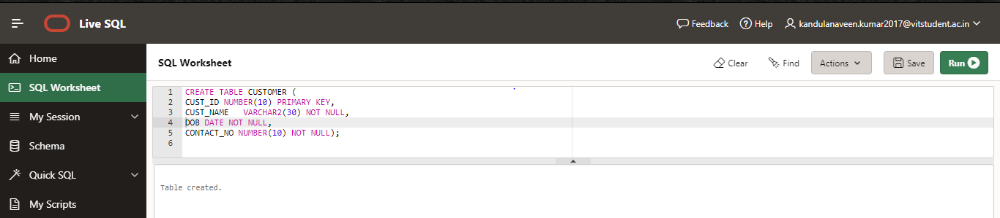 Live SQL
Feedback
Help
kandulanaveen.kumar2017@vitstudent.ac.in
Home
SQL Worksheet
My Session
Schema
Quick SQL
My Scripts
SQL Worksheet
Clear
Find
Actions
Save
Run
1 CREATE TABLE CUSTOMER (
2 CUST_ID NUMBER(10) PRIMARY KEY,
3 CUST_NAME   VARCHAR2(30) NOT NULL,
4 DOB DATE NOT NULL,
5 CONTACT_NO NUMBER(10) NOT NULL);
6
Table created.